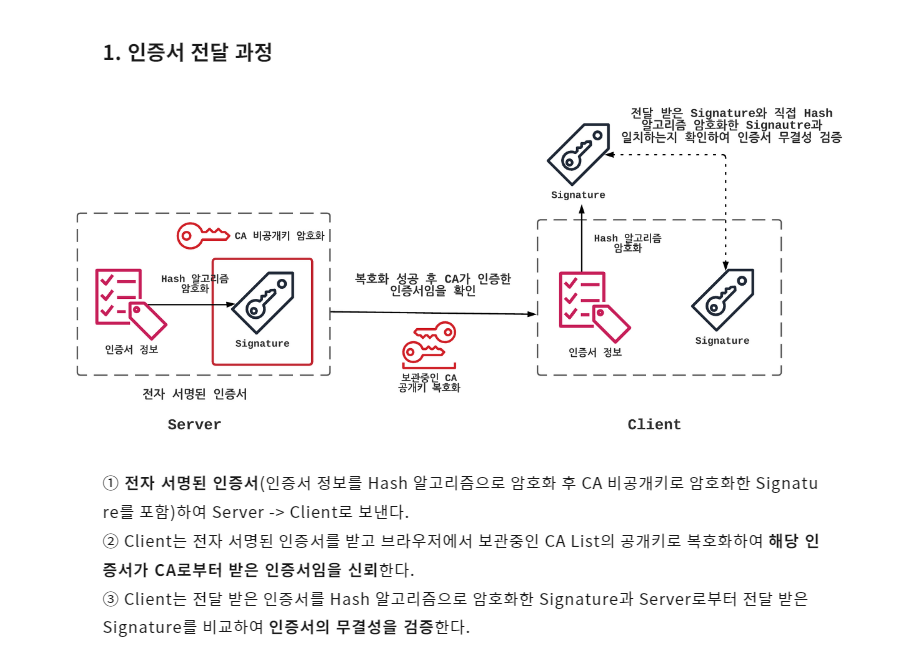 1. 인증서 전달 과정
전달 받은 Signature와 직접 Hash
알고리즘 암호화한 Signautre과
일치하는지 확인하여 인증서 무결성 검증
Signature
CA 비공개키 암호화
Hash 알고리즘
암호화
인증서 정보
Signature
전자 서명된 인증서
Server
복호화 성공 후 CA가 인증한
인증서임을 확인
보관중인 CA
공개키 복호화
Hash 알고리즘
암호화
인증서 정보
Signature
Client
① 전자 서명된 인증서(인증서 정보를 Hash 알고리즘으로 암호화 후 CA 비공개키로 암호화한 Signatu
re를 포함)하여 Server -> Client로 보낸다.
② Client는 전자 서명된 인증서를 받고 브라우저에서 보관중인 CA List의 공개키로 복호화하여 해당 인
증서가 CA로부터 받은 인증서임을 신뢰한다.
③ Client는 전달 받은 인증서를 Hash 알고리즘으로 암호화한 Signature과 Server로부터 전달 받은
Signature를 비교하여 인증서의 무결성을 검증한다.